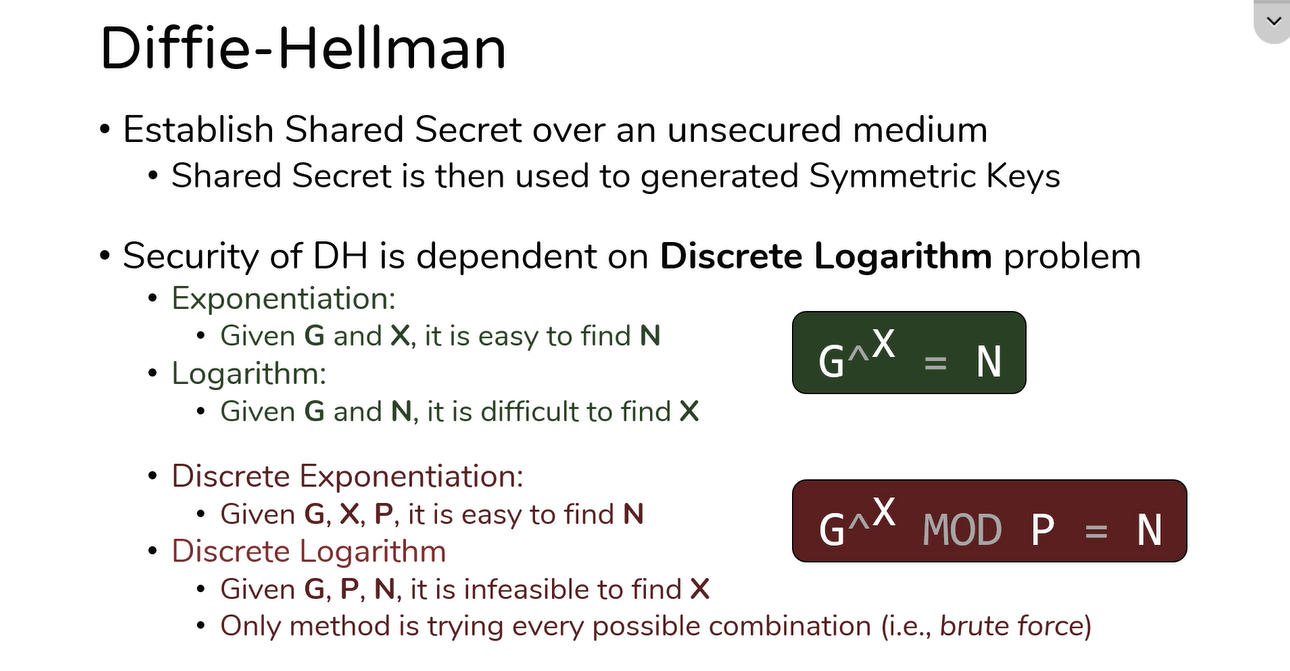 Diffie-Hellman
• Establish Shared Secret over an unsecured medium
• Shared Secret is then used to generated Symmetric Keys
• Security of DH is dependent on Discrete Logarithm problem
• Exponentiation:
• Given G and X, it is easy to find N
• Logarithm:
• Given G and N, it is difficult to find X
G^X = N
• Discrete Exponentiation:
• Given G, X, P, it is easy to find N
• Discrete Logarithm
• Given G, P, N, it is infeasible to find X
• Only method is trying every possible combination (i.e., brute force)
G^X MOD P = N